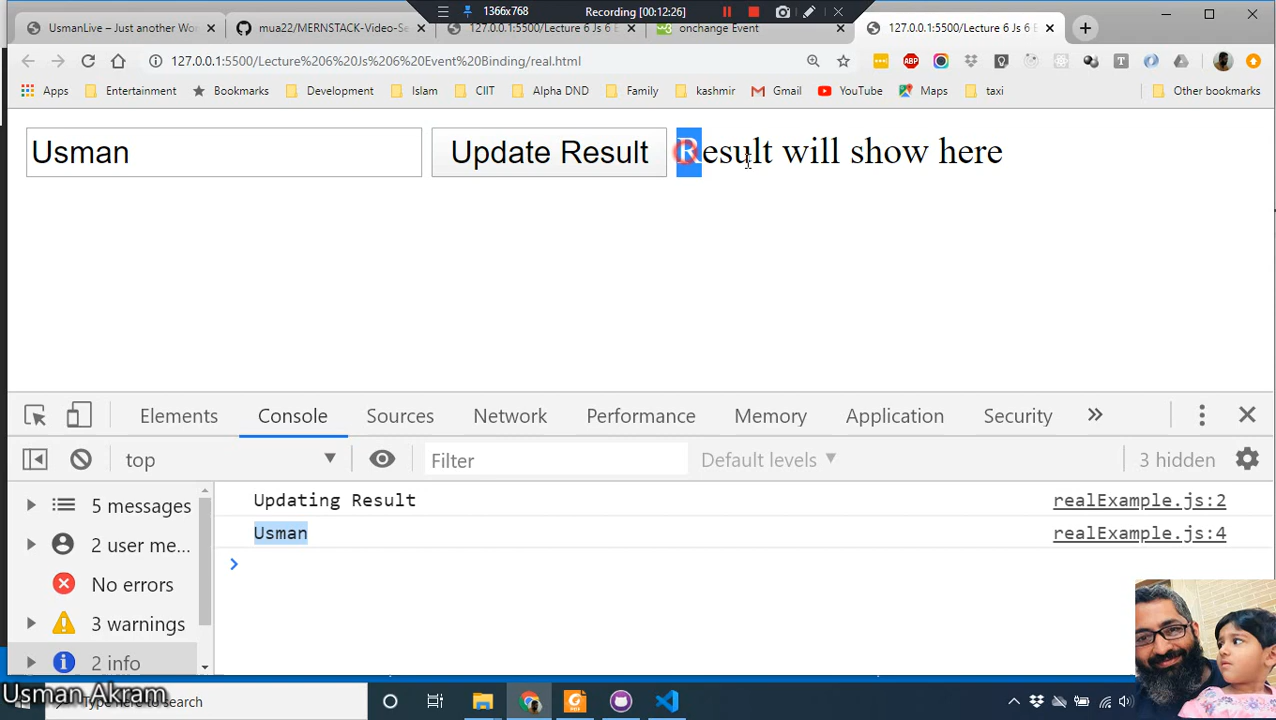 1366x768
Recording [00:12:26]
UsmanLive – Just another Wo
mua22/MERNSTACK-Video-Se
127.0.0.1:5500/Lecture 6 Js 6 E
onchange Event
127.0.0.1:5500/Lecture 6 Js 6 E
127.0.0.1:5500/Lecture%206%20Js%206%20Event%20Binding/real.html
ABP
Apps
Entertainment
Bookmarks
Development
Islam
CIIT
Alpha DND
Family
kashmir
Gmail
YouTube
Maps
taxi
Other bookmarks
Usman
Update Result
Result will show here
Elements
Console
Sources
Network
Performance
Memory
Application
Security
top
Filter
Default levels
3 hidden
5 messages
2 user me...
No errors
3 warnings
2 info
Updating Result
realExample.js:2
Usman
realExample.js:4
Usman Akram
Type here to search